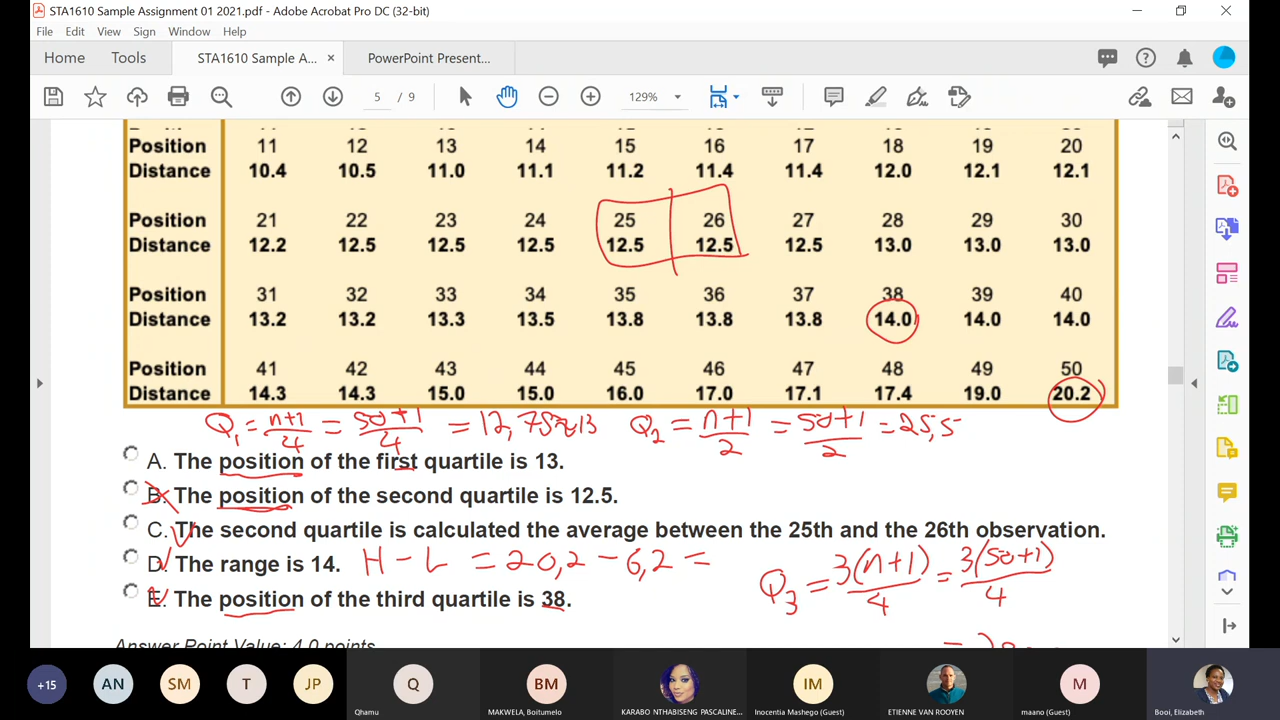 STA1610 Sample Assignment 01 2021.pdf - Adobe Acrobat Pro DC (32-bit)
File Edit View Sign Window Help
Home Tools STA1610 Sample A... × PowerPoint Present...
5 / 9 129%
Position 11 12 13 14 15 16 17 18 19 20
Distance 10.4 10.5 11.0 11.1 11.2 11.4 11.4 12.0 12.1 12.1
Position 21 22 23 24 25 26 27 28 29 30
Distance 12.2 12.5 12.5 12.5 12.5 12.5 12.5 13.0 13.0 13.0
Position 31 32 33 34 35 36 37 38 39 40
Distance 13.2 13.2 13.3 13.5 13.8 13.8 13.8 14.0 14.0 14.0
Position 41 42 43 44 45 46 47 48 49 50
Distance 14.3 14.3 15.0 15.0 16.0 17.0 17.1 17.4 19.0 20.2
Q1 = n+1/4 = 50+1/4 = 12,75≈13 Q2 = n+1/2 = 50+1/2 = 25,5
A. The position of the first quartile is 13.
B. The position of the second quartile is 12.5.
C. The second quartile is calculated the average between the 25th and the 26th observation.
D. The range is 14. H - L = 20,2 - 6,2 =
E. The position of the third quartile is 38.
Q3 = 3(n+1)/4 = 3(50+1)/4
Answer Point Value: 4.0 points
+15 AN SM T JP Q BM IM M
Qhamu MAKWELA, Boitumelo KARABO NTHABISENG PASCALINE... Inocentia Mashego (Guest) ETIENNE VAN ROOYEN maano (Guest) Booi, Elizabeth